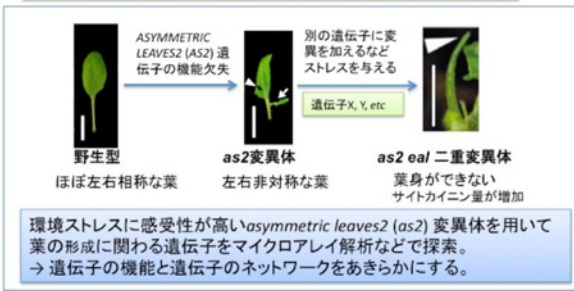 ASYMMETRIC
LEAVES2 (AS2) 遺
伝子の機能欠失
別の遺伝子に変
異を加えるなど
ストレスを与える
遺伝子X, Y, etc
野生型
as2変異体
as2 eal 二重変異体
ほぼ左右相称な葉
左右非対称な葉
葉身ができない
サイトカイニン量が増加
環境ストレスに感受性が高いasymmetric leaves2 (as2) 変異体を用いて
葉の形成に関わる遺伝子をマイクロアレイ解析などで探索。
→ 遺伝子の機能と遺伝子のネットワークをあきらかにする。